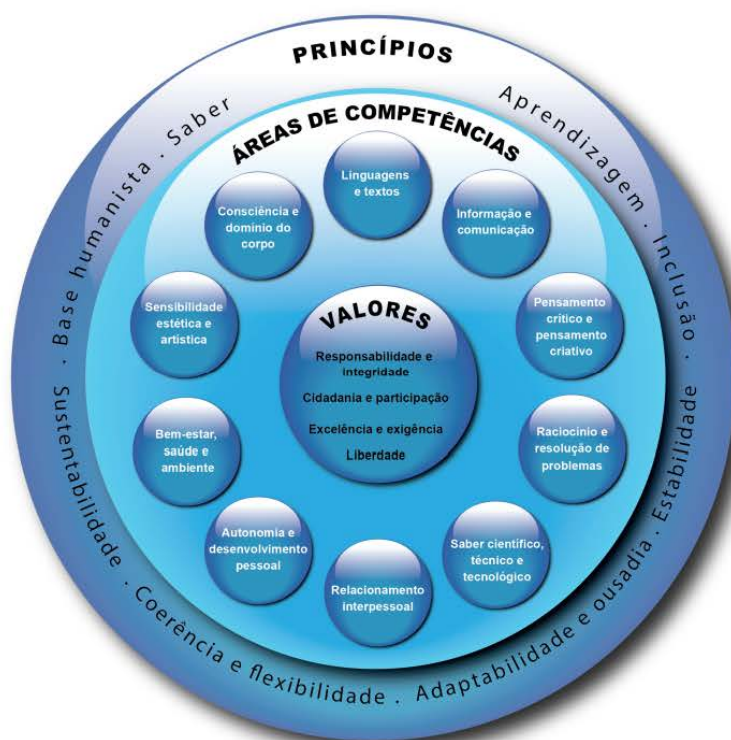 PRINCÍPIOS
Base humanista . Saber
Aprendizagem . Inclusão .
Estabilidade
Adaptabilidade e ousadia .
Coerência e flexibilidade .
Sustentabilidade .
ÁREAS DE COMPETÊNCIAS
Linguagens
e textos
Informação e
comunicação
Pensamento
crítico e
pensamento
criativo
Raciocínio e
resolução de
problemas
Saber científico,
técnico e
tecnológico
Relacionamento
interpessoal
Autonomia e
desenvolvimento
pessoal
Bem-estar,
saúde e
ambiente
Sensibilidade
estética e
artística
Consciência e
domínio do
corpo
VALORES
Responsabilidade e
integridade
Cidadania e participação
Excelência e exigência
Liberdade